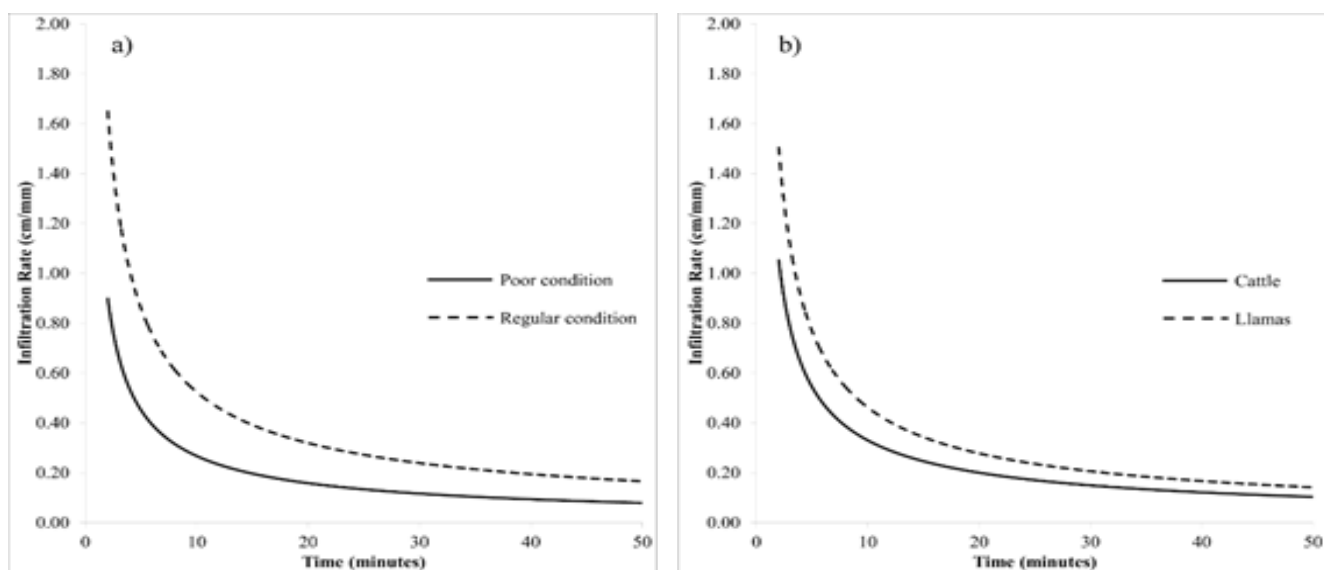 a)
2.00
1.80
1.60
1.40
1.20
1.00
0.80
0.60
0.40
0.20
0.00
Infiltration Rate (cm/mm)
Poor condition
Regular condition
0 10 20 30 40 50
Time (minutes)
b)
2.00
1.80
1.60
1.40
1.20
1.00
0.80
0.60
0.40
0.20
0.00
Infiltration Rate (cm/mm)
Cattle
Llamas
0 10 20 30 40 50
Time (minutes)